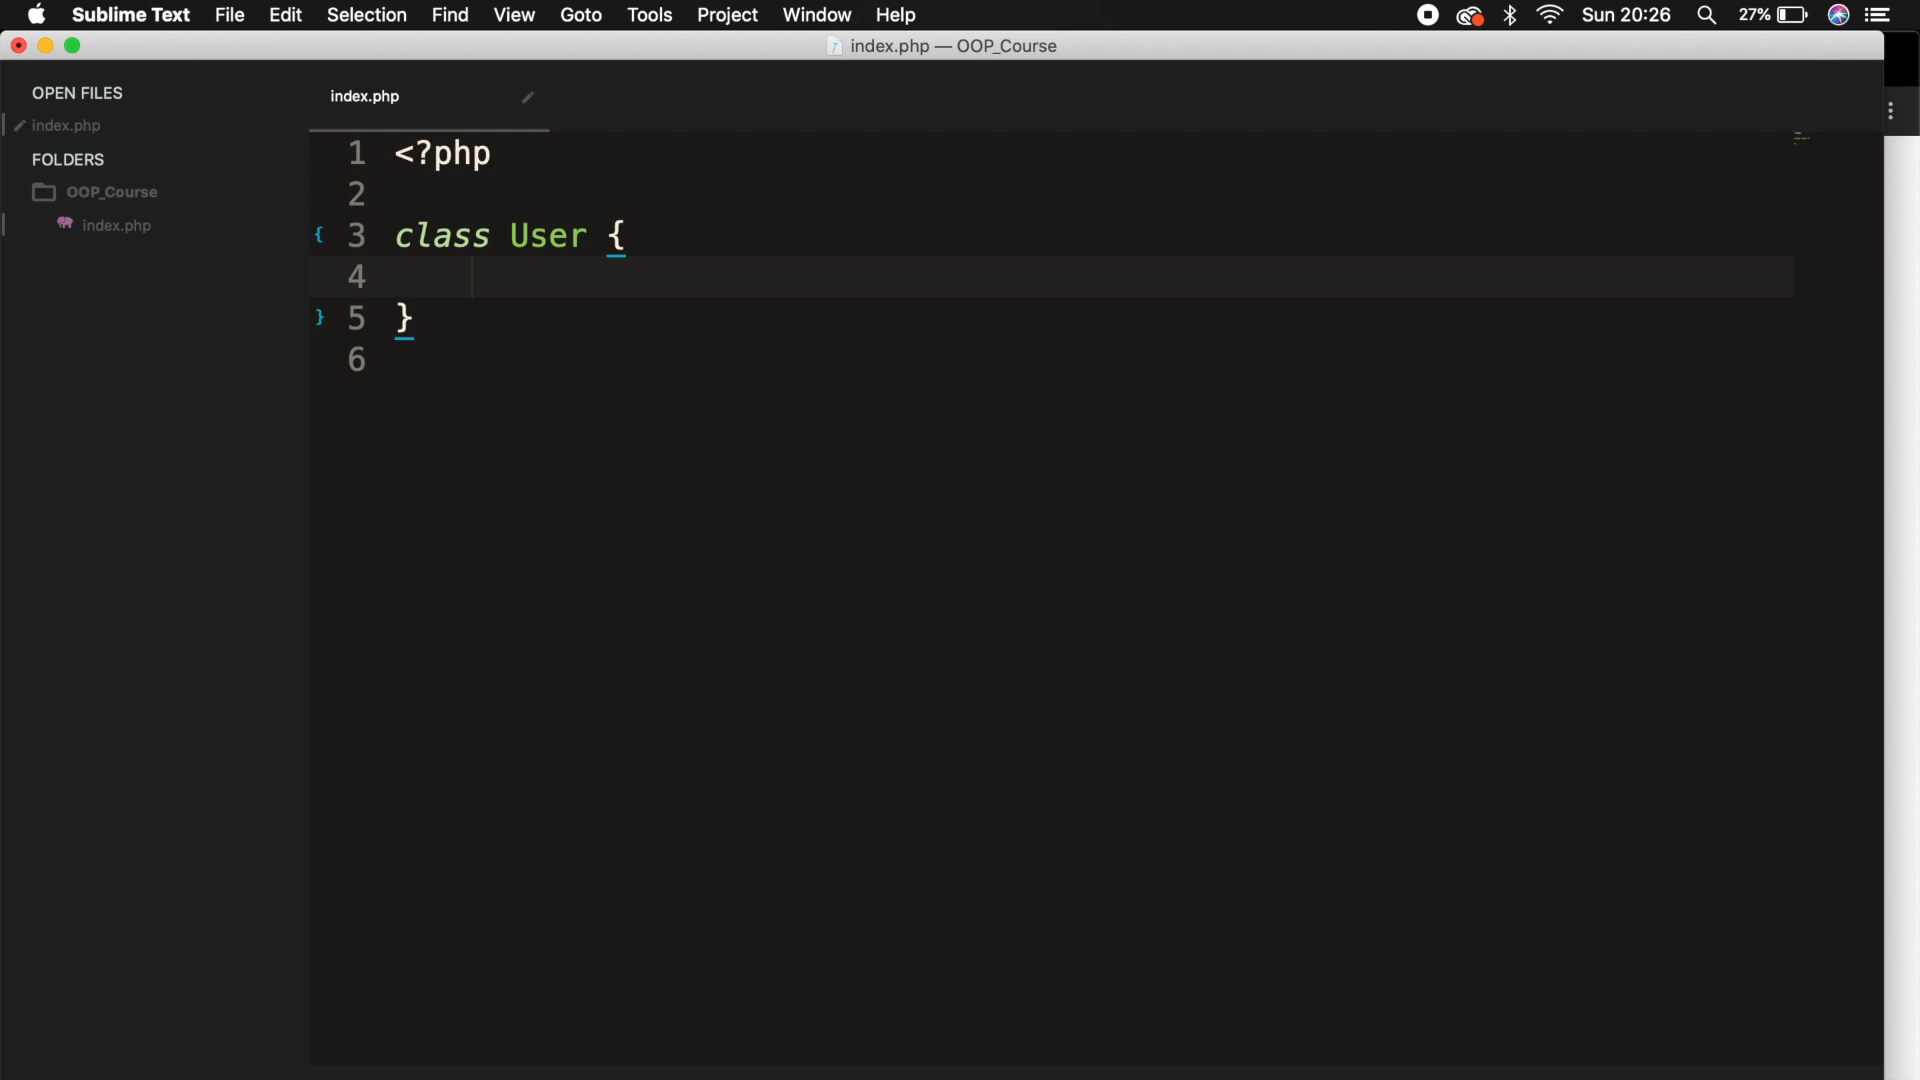 Sublime Text File Edit Selection Find View Goto Tools Project Window Help Sun 20:26 27%
index.php — OOP_Course
OPEN FILES
index.php
FOLDERS
OOP_Course
index.php
index.php
1 <?php
2
{ 3 class User {
4
} 5 }
6